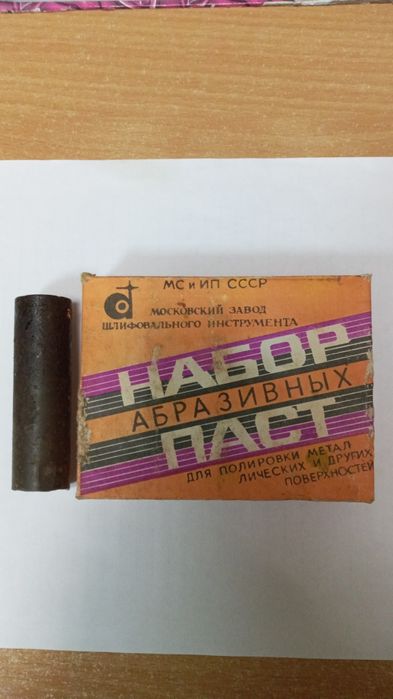 МС и ИП СССР
МОСКОВСКИЙ ЗАВОД
ШЛИФОВАЛЬНОГО ИНСТРУМЕНТА
НАБОР
АБРАЗИВНЫХ
ПАСТ
ДЛЯ ПОЛИРОВКИ МЕТАЛ
ЛИЧЕСКИХ И ДРУГИХ
ПОВЕРХНОСТЕЙ